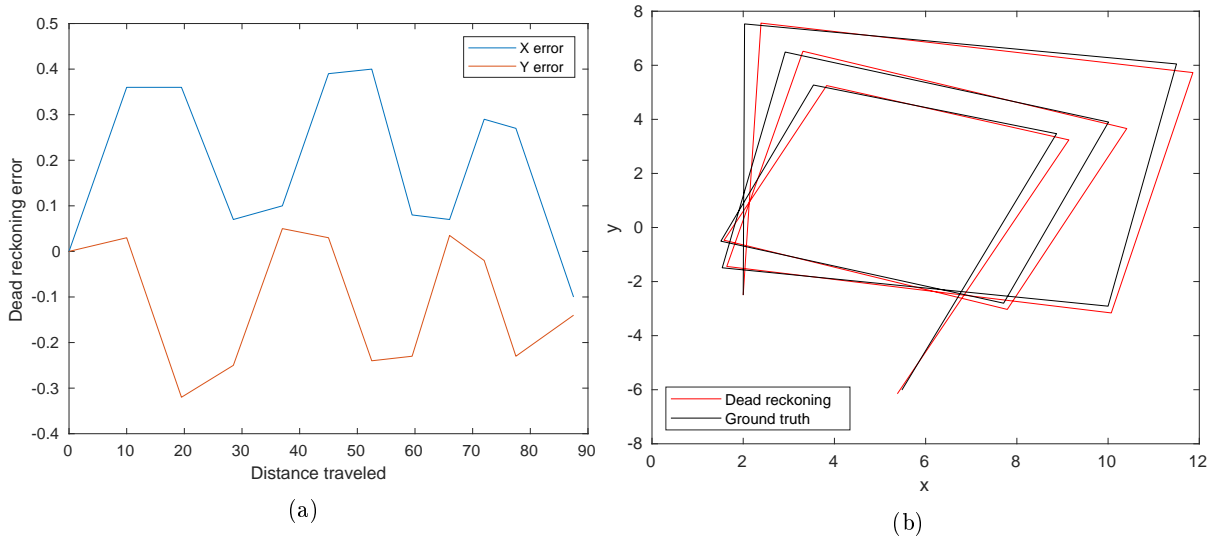 0.5
0.4
0.3
0.2
0.1
0
-0.1
-0.2
-0.3
-0.4
Dead reckoning error
0 10 20 30 40 50 60 70 80 90
Distance traveled
X error
Y error
(a)
8
6
4
2
0
-2
-4
-6
-8
y
0 2 4 6 8 10 12
x
Dead reckoning
Ground truth
(b)